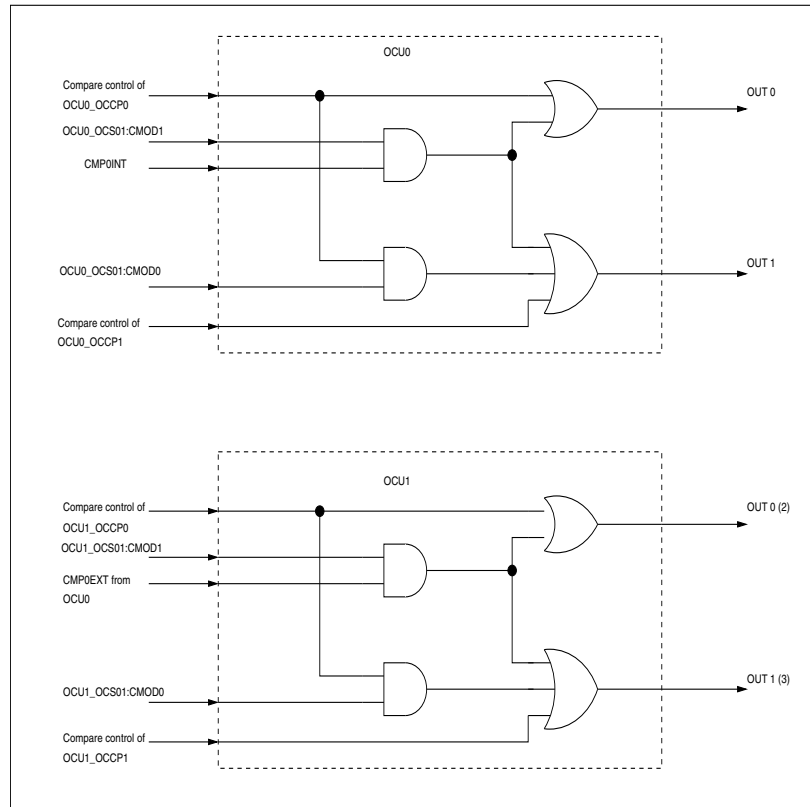 OCU0
Compare control of
OCU0_OCCP0
OUT 0
OCU0_OCS01:CMOD1
CMP0INT
OCU0_OCS01:CMOD0
OUT 1
Compare control of
OCU0_OCCP1
OCU1
Compare control of
OCU1_OCCP0
OUT 0 (2)
OCU1_OCS01:CMOD1
CMP0EXT from
OCU0
OCU1_OCS01:CMOD0
OUT 1 (3)
Compare control of
OCU1_OCCP1